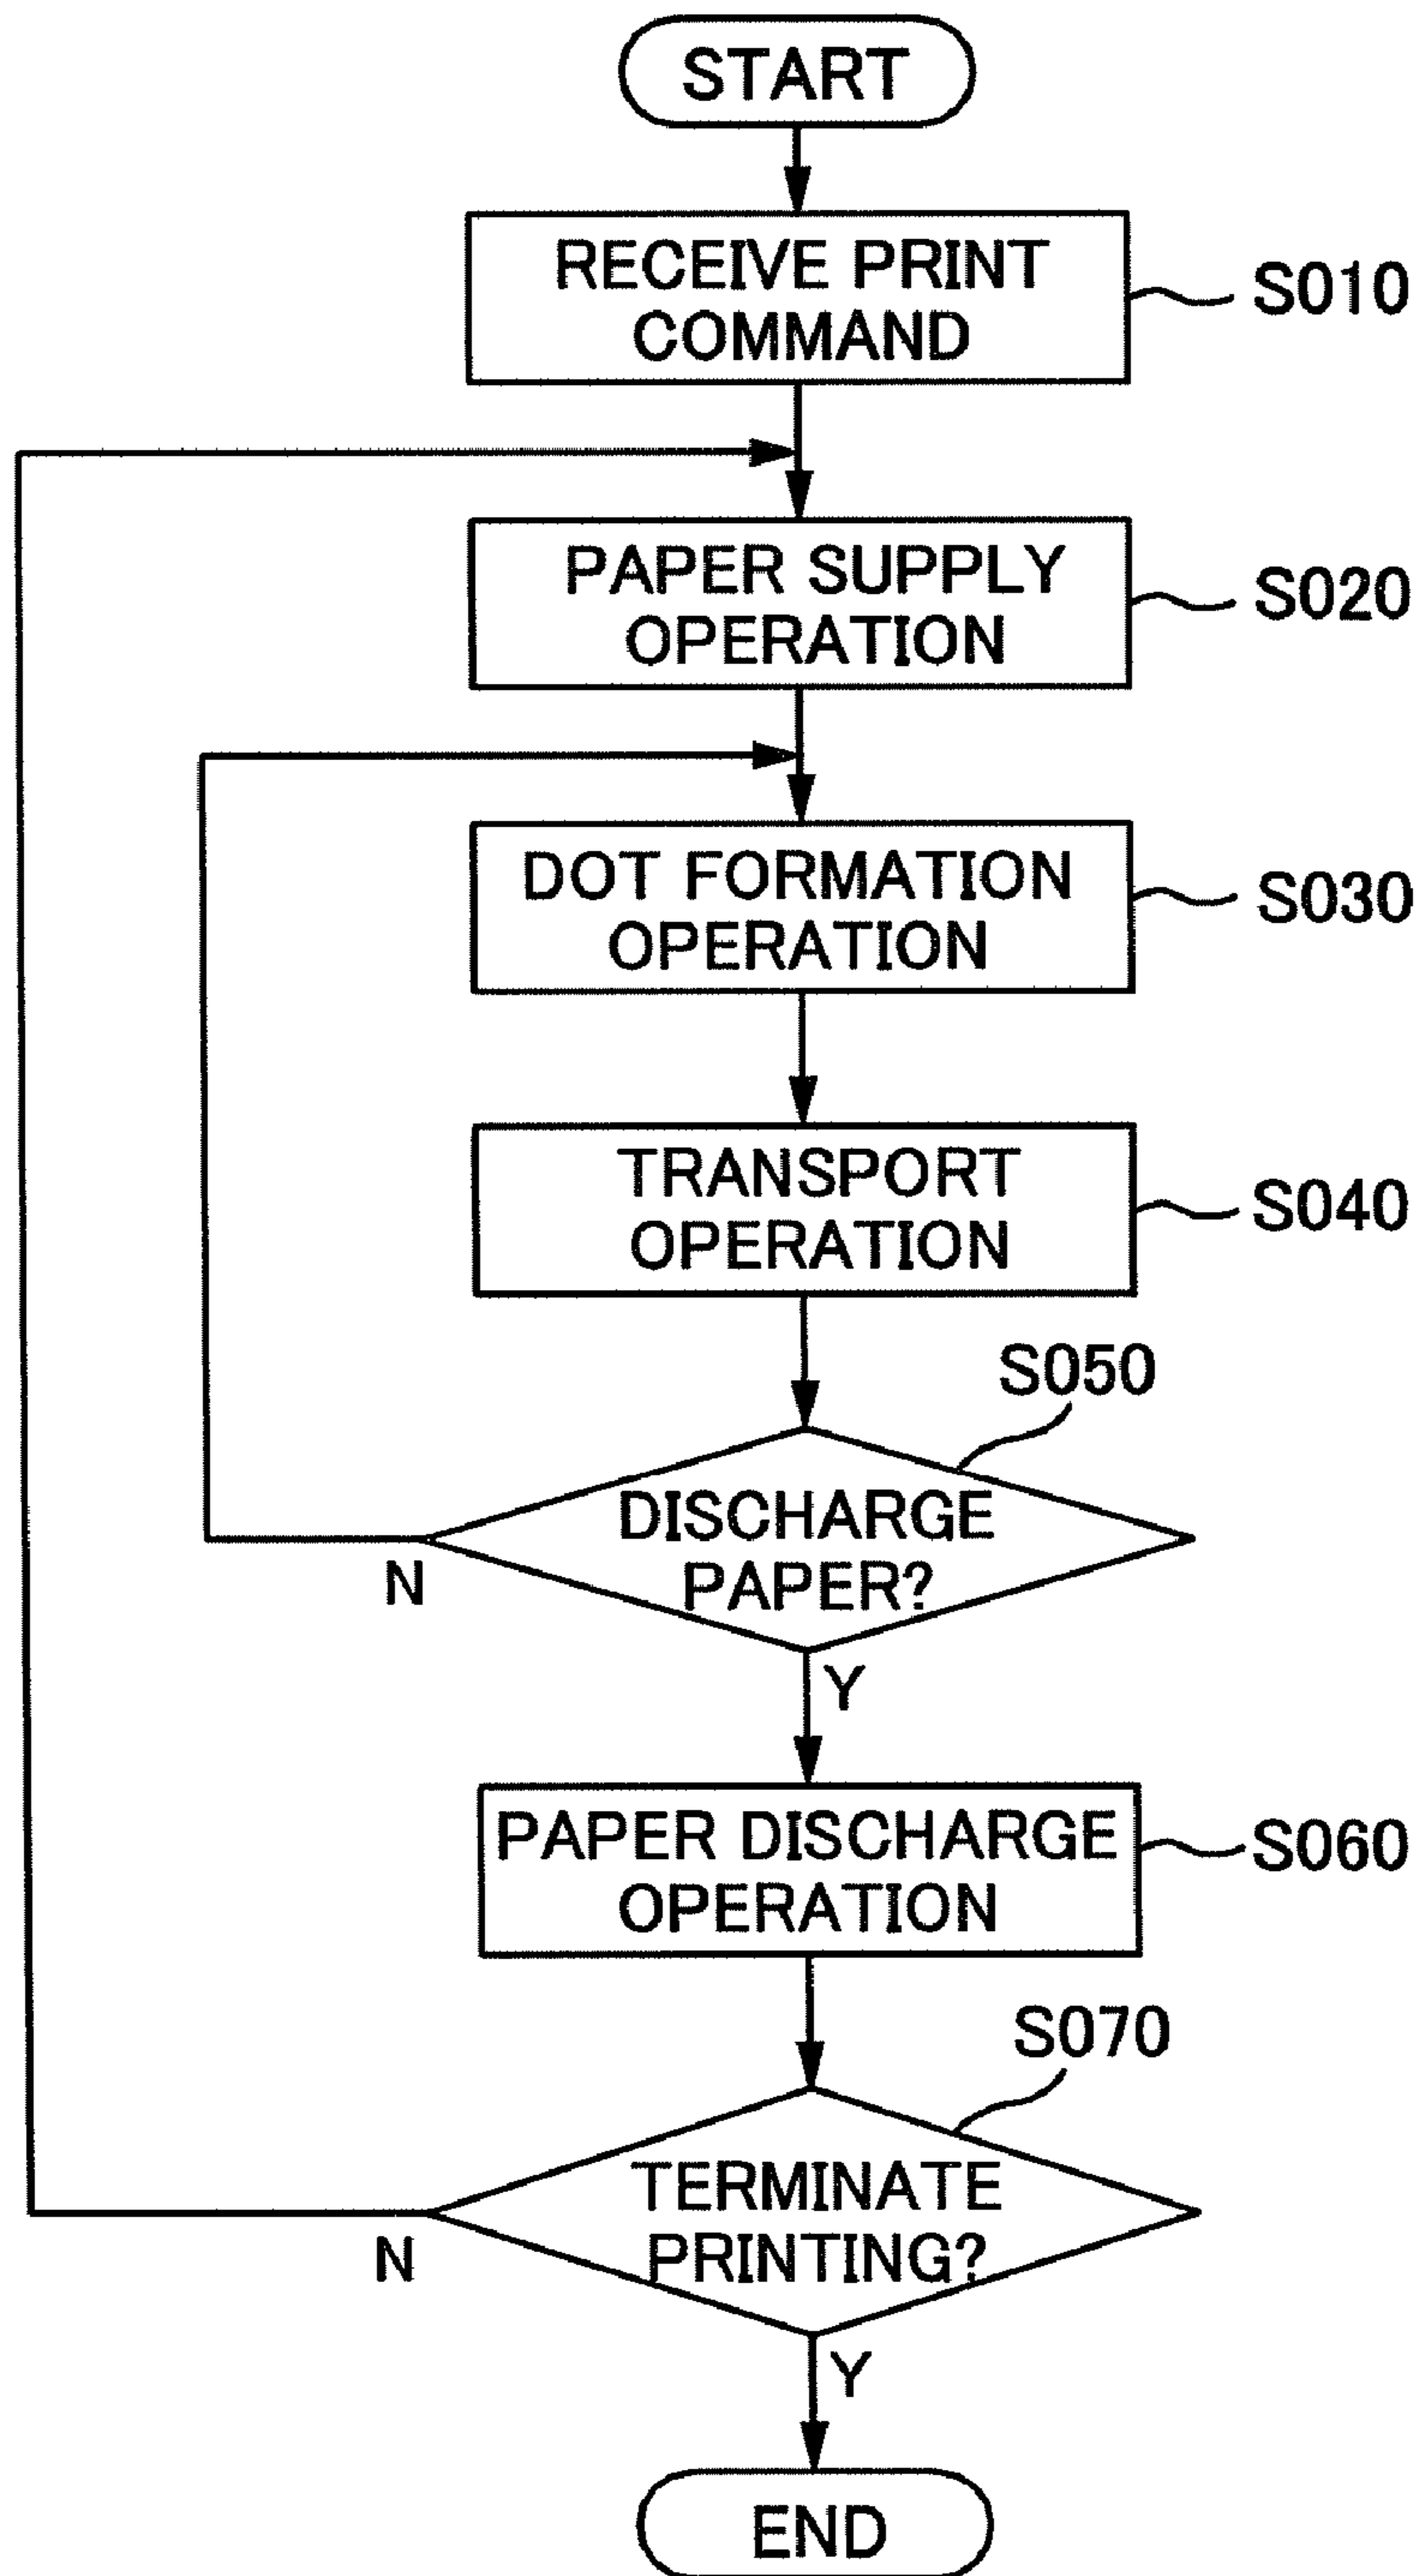 START
RECEIVE PRINT
COMMAND
S010
PAPER SUPPLY
OPERATION
S020
DOT FORMATION
OPERATION
S030
TRANSPORT
OPERATION
S040
S050
DISCHARGE
PAPER?
N
Y
PAPER DISCHARGE
OPERATION
S060
S070
TERMINATE
PRINTING?
N
Y
END